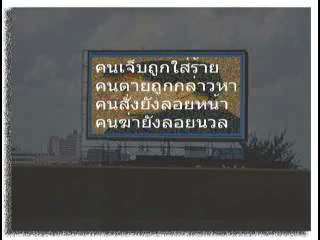 คนเจ็บถูกใส่ร้าย
คนตายถูกกล่าวหา
คนสั่งยังลอยหน้า
คนฆ่ายังลอยนวล